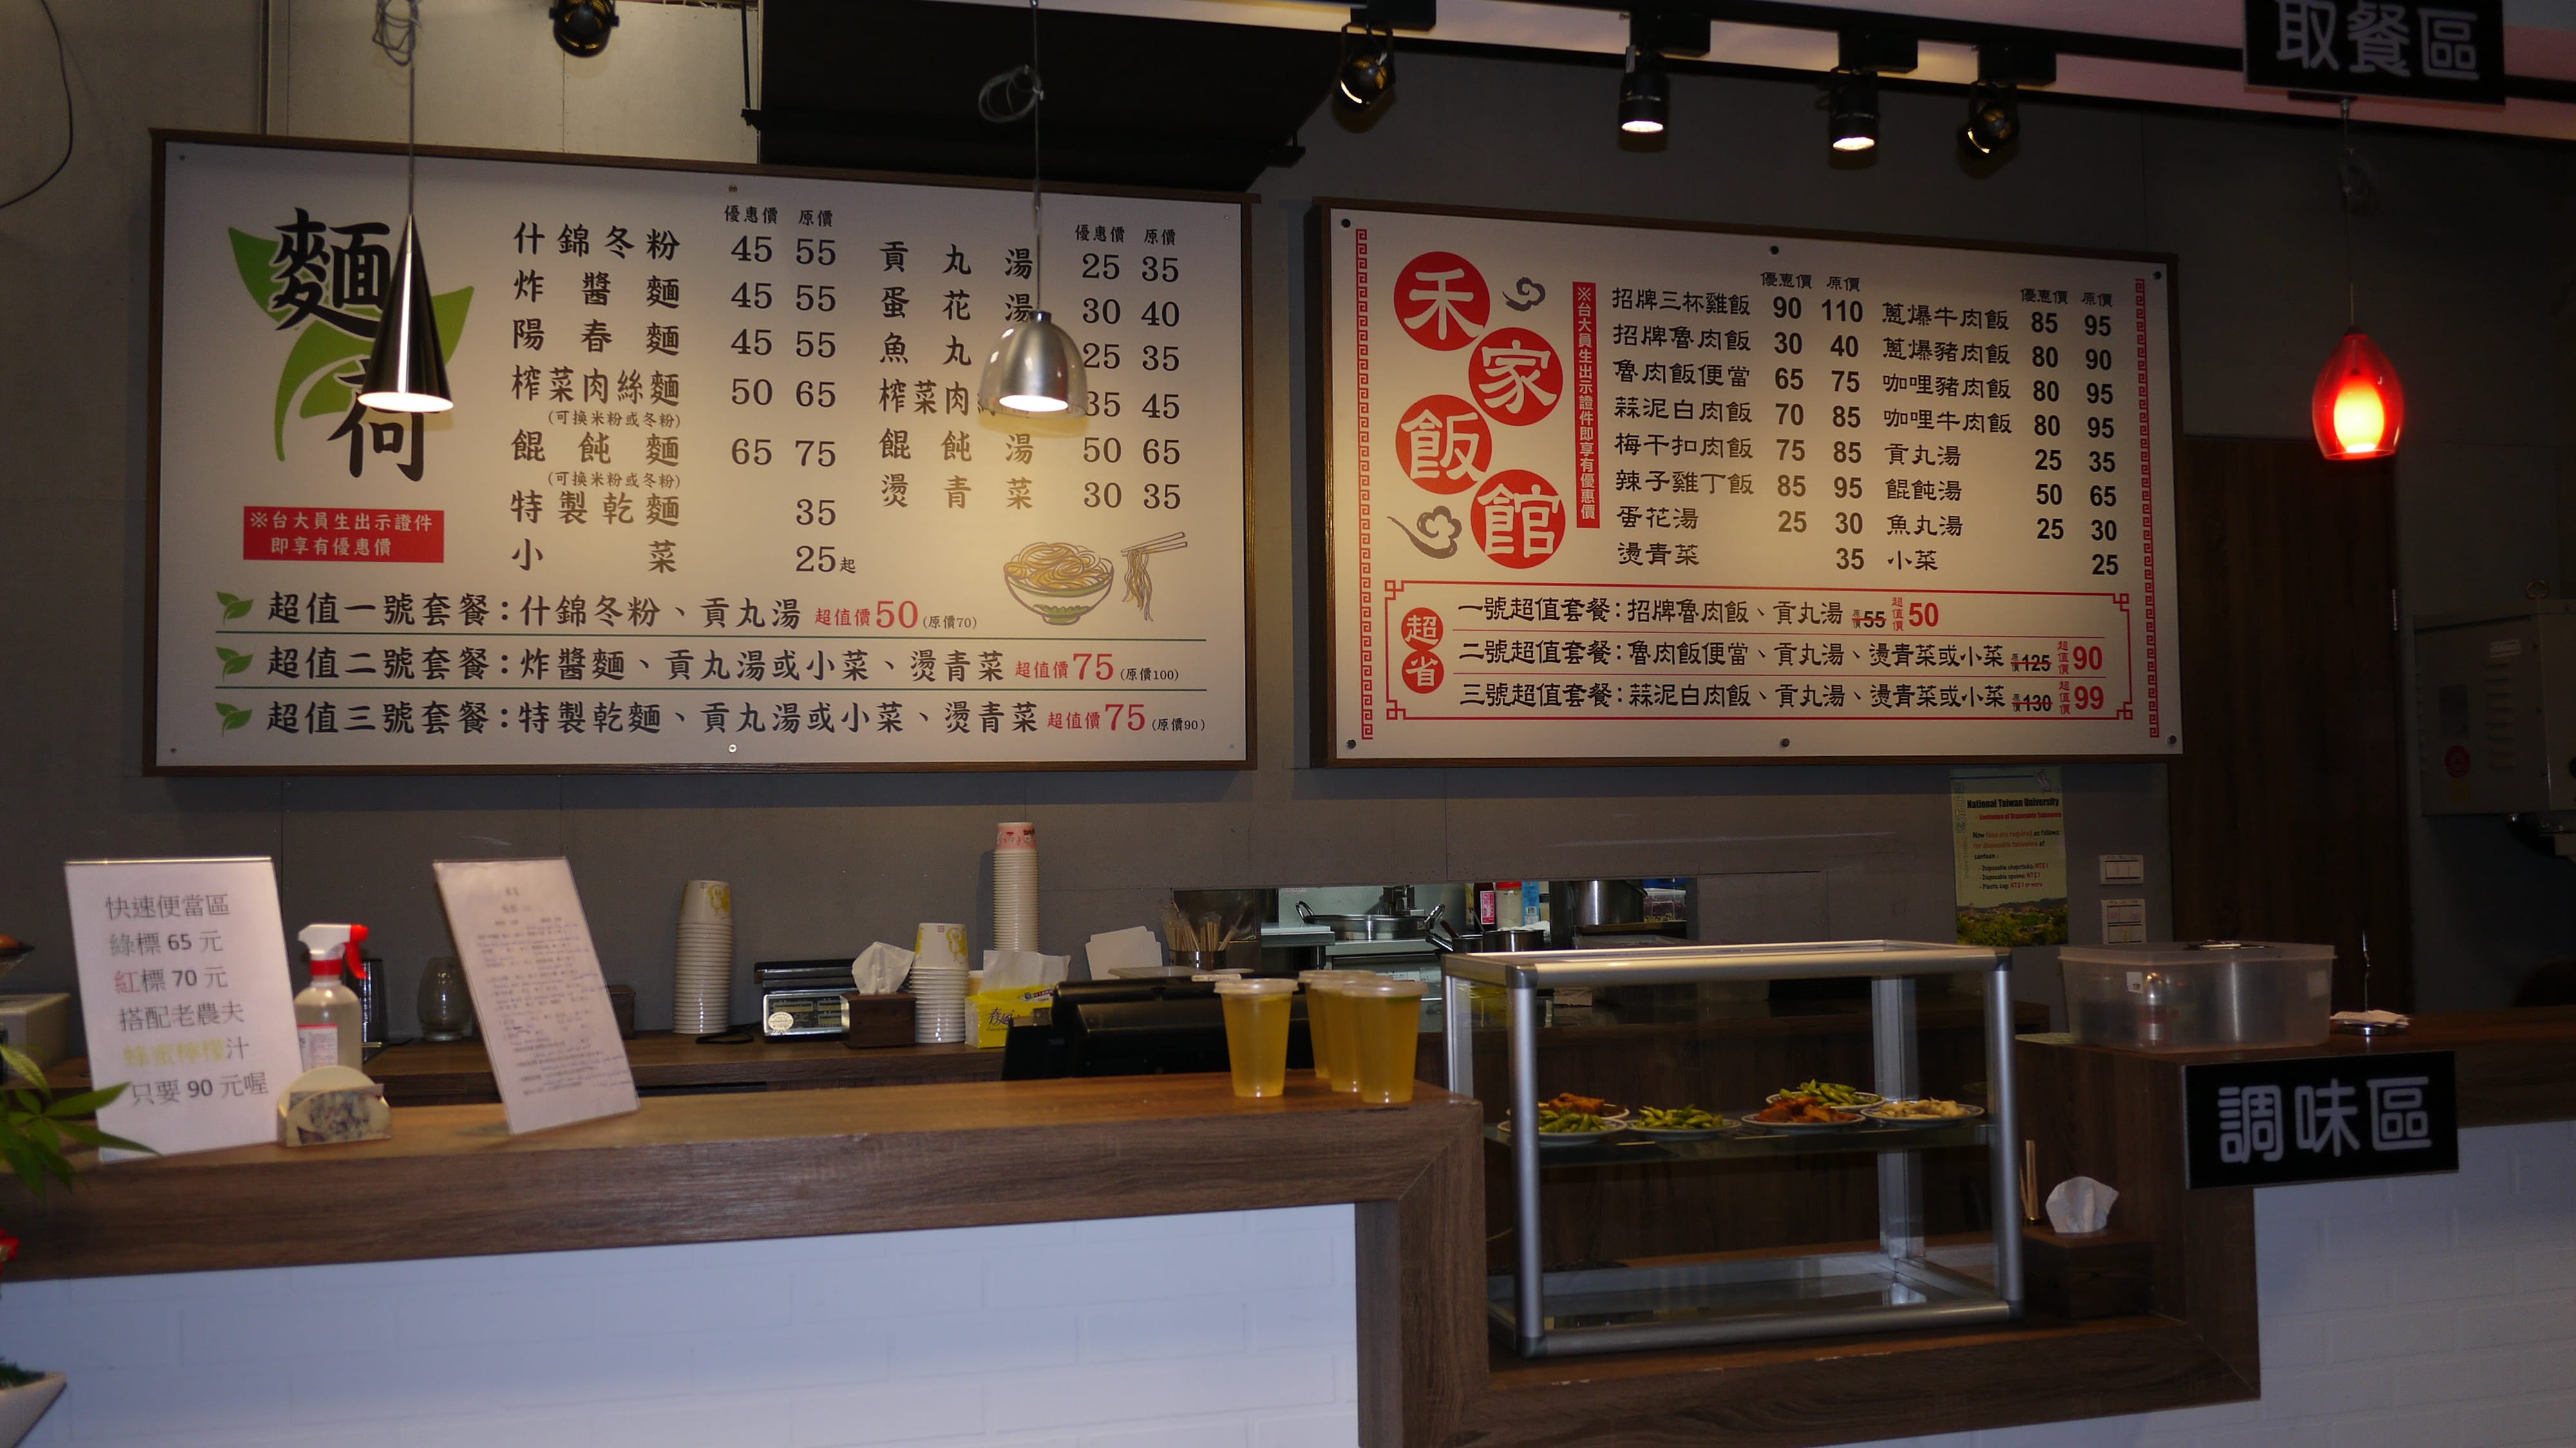 取餐區
麵
荷
※台大員生出示證件
即享有優惠價
優惠價 原價
什錦冬粉 45 55
炸醬麵 45 55
陽春麵 45 55
榨菜肉絲麵 50 65
(可換米粉或冬粉)
餛飩麵 65 75
(可換米粉或冬粉)
特製乾麵 35
小菜 25起
優惠價 原價
貢丸湯 25 35
蛋花湯 30 40
魚丸 25 35
榨菜肉 35 45
餛飩湯 50 65
燙青菜 30 35
超值一號套餐:什錦冬粉、貢丸湯 超值價50(原價70)
超值二號套餐:炸醬麵、貢丸湯或小菜、燙青菜 超值價75(原價100)
超值三號套餐:特製乾麵、貢丸湯或小菜、燙青菜 超值價75(原價90)
禾家飯館
※台大員生出示證件即享有優惠價
優惠價 原價
招牌三杯雞飯 90 110
招牌魯肉飯 30 40
魯肉飯便當 65 75
蒜泥白肉飯 70 85
梅干扣肉飯 75 85
辣子雞丁飯 85 95
蛋花湯 25 30
燙青菜 35
優惠價 原價
蔥爆牛肉飯 85 95
蔥爆豬肉飯 80 90
咖哩豬肉飯 80 95
咖哩牛肉飯 80 95
貢丸湯 25 35
餛飩湯 50 65
魚丸湯 25 30
小菜 25
超省
一號超值套餐:招牌魯肉飯、貢丸湯 原價55 超值價50
二號超值套餐:魯肉飯便當、貢丸湯、燙青菜或小菜 原價125 超值價90
三號超值套餐:蒜泥白肉飯、貢丸湯、燙青菜或小菜 原價130 超值價99
National Taiwan University
快速便當區
綠標 65 元
紅標 70 元
搭配老農夫
蜂蜜檸檬汁
只要 90 元喔
調味區